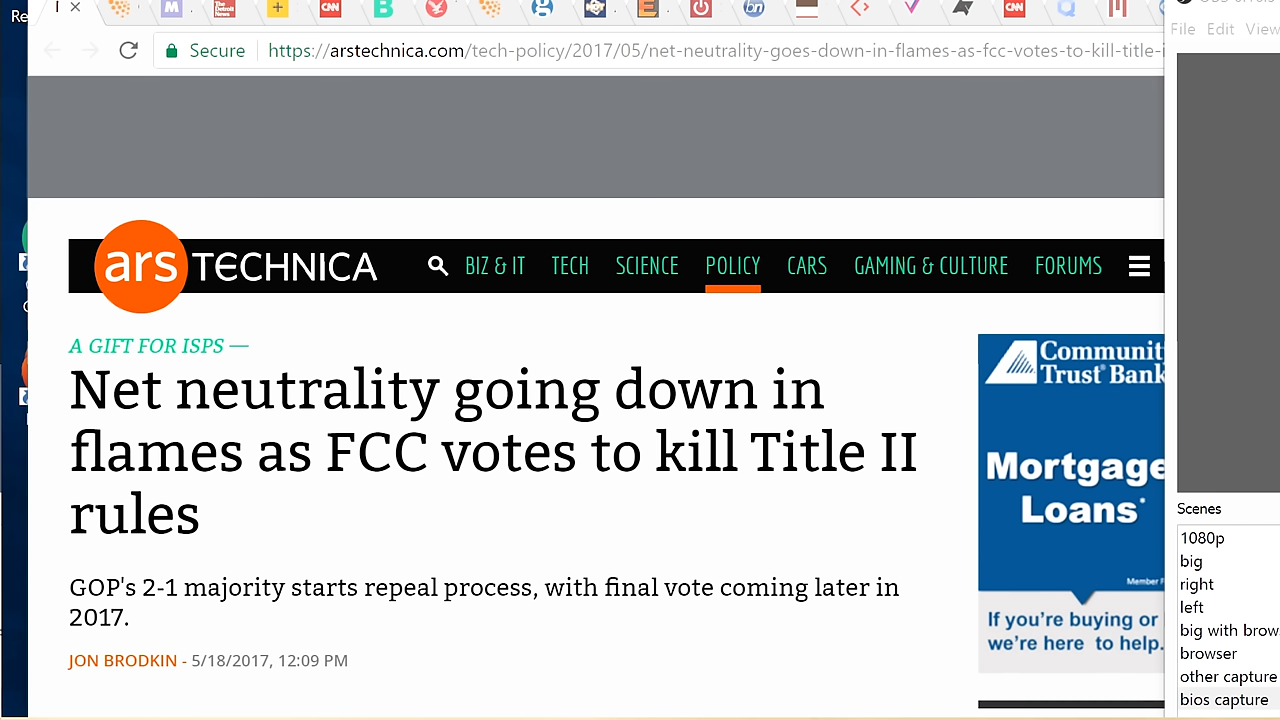 Re
Secure
https://arstechnica.com/tech-policy/2017/05/net-neutrality-goes-down-in-flames-as-fcc-votes-to-kill-title-i
File Edit View
ars TECHNICA
BIZ & IT TECH SCIENCE POLICY CARS GAMING & CULTURE FORUMS
A GIFT FOR ISPS —
Net neutrality going down in
flames as FCC votes to kill Title II
rules
GOP's 2-1 majority starts repeal process, with final vote coming later in
2017.
JON BRODKIN - 5/18/2017, 12:09 PM
Community
Trust Bank
Mortgage
Loans*
Member F
If you're buying or
we're here to help.
Scenes
1080p
big
right
left
big with brow
browser
other capture
bios capture